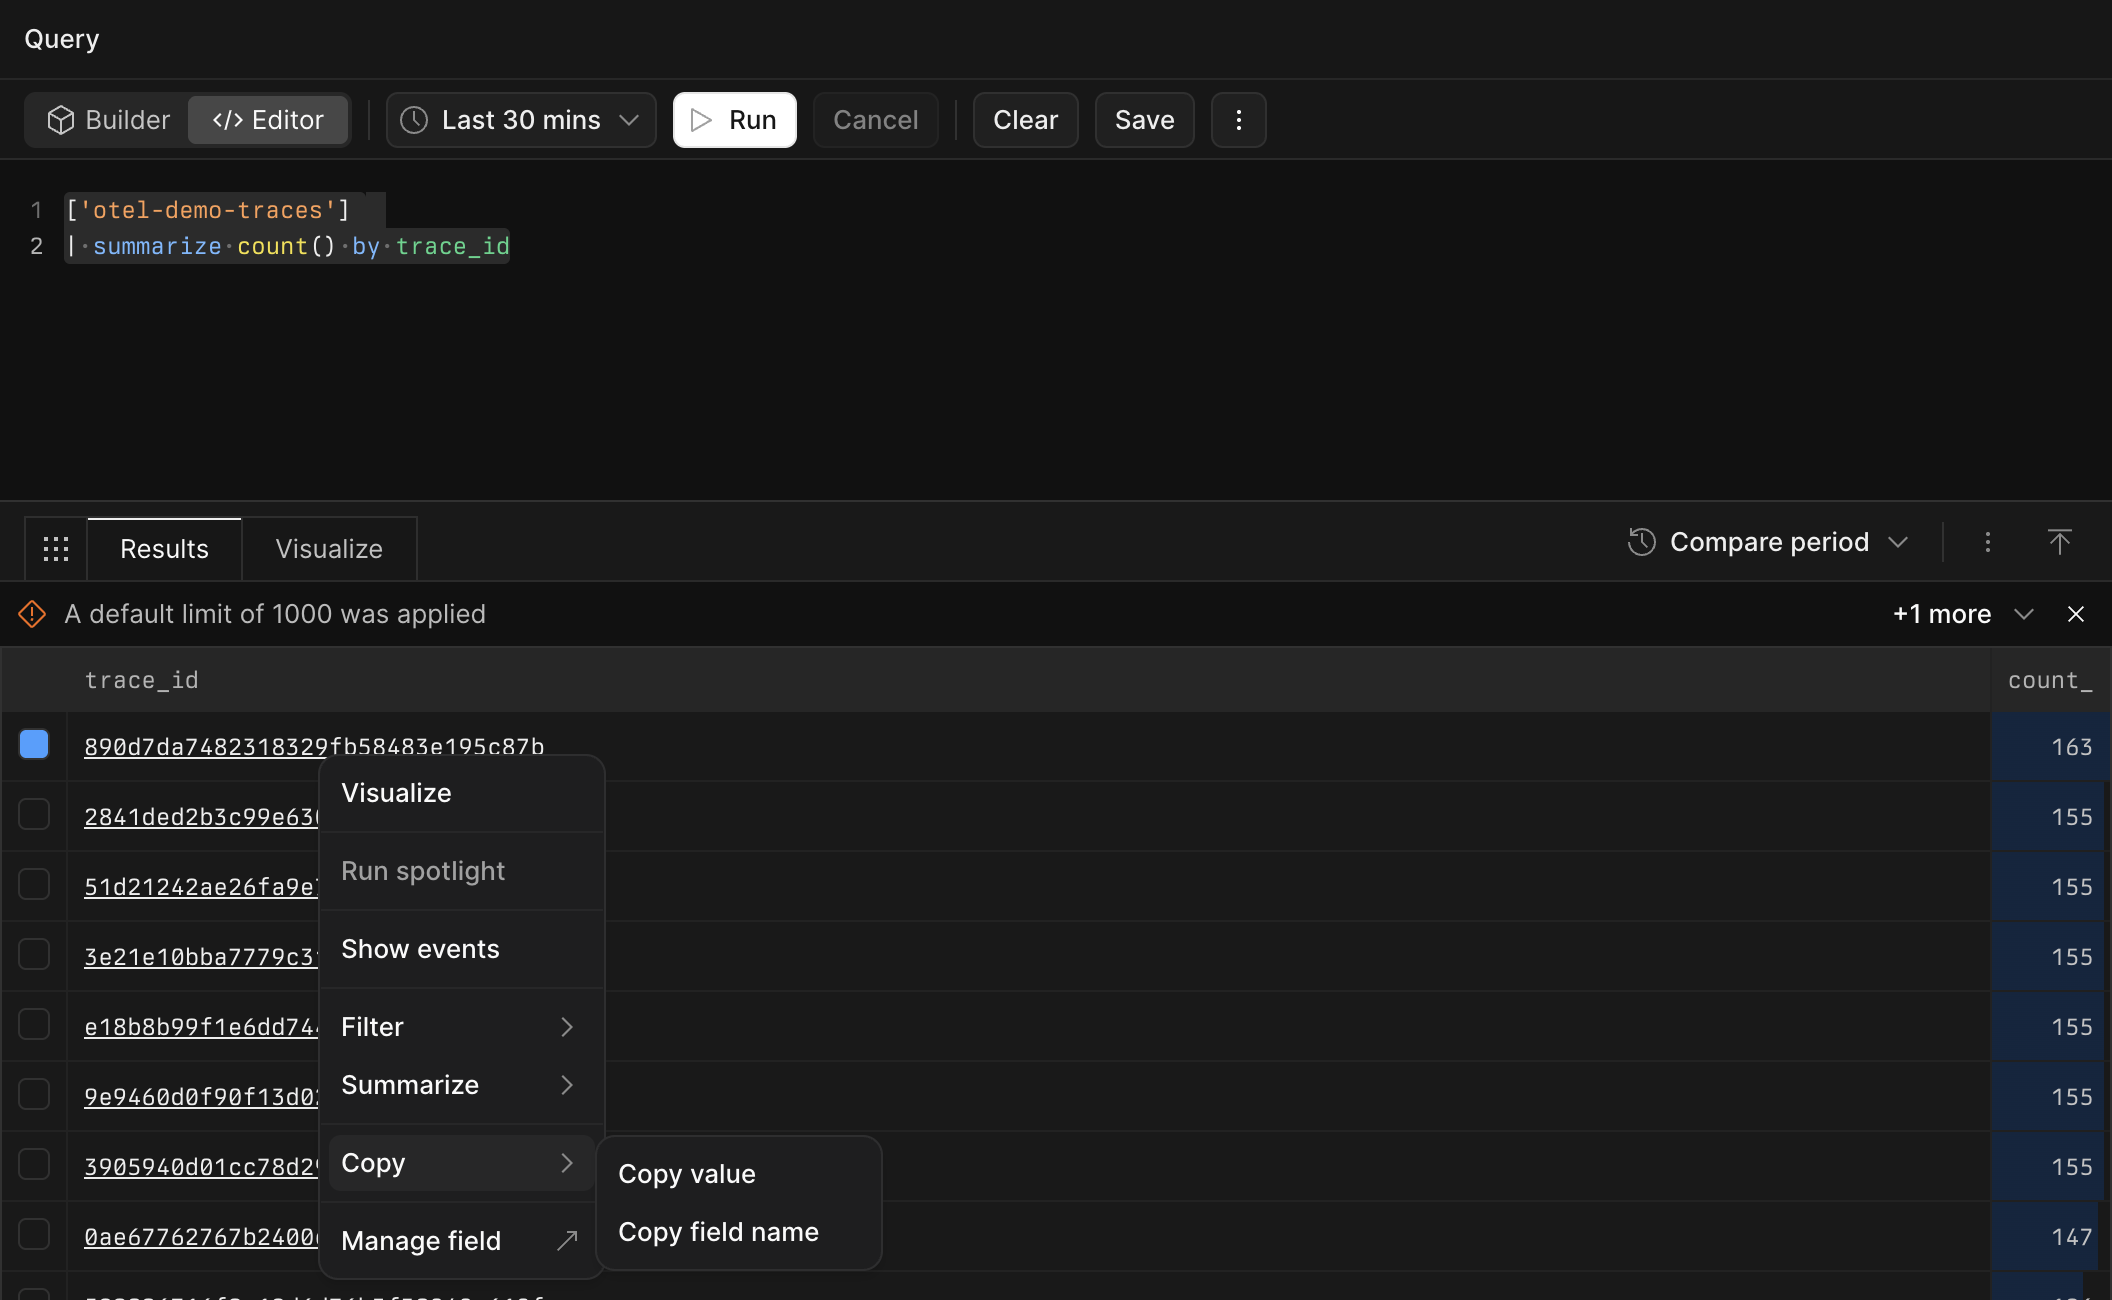 Query
Builder </> Editor Last 30 mins Run Cancel Clear Save
1 ['otel-demo-traces']
2 | summarize count() by trace_id
Results Visualize Compare period
A default limit of 1000 was applied +1 more
trace_id count_
890d7da7482318329fb58483e195c87b 163
2841ded2b3c99e63 155
51d21242ae26fa9e 155
3e21e10bba7779c3 155
e18b8b99f1e6dd74 155
9e9460d0f90f13d0 155
3905940d01cc78d2 155
0ae67762767b2400 147
Visualize
Run spotlight
Show events
Filter
Summarize
Copy
Manage field
Copy value
Copy field name